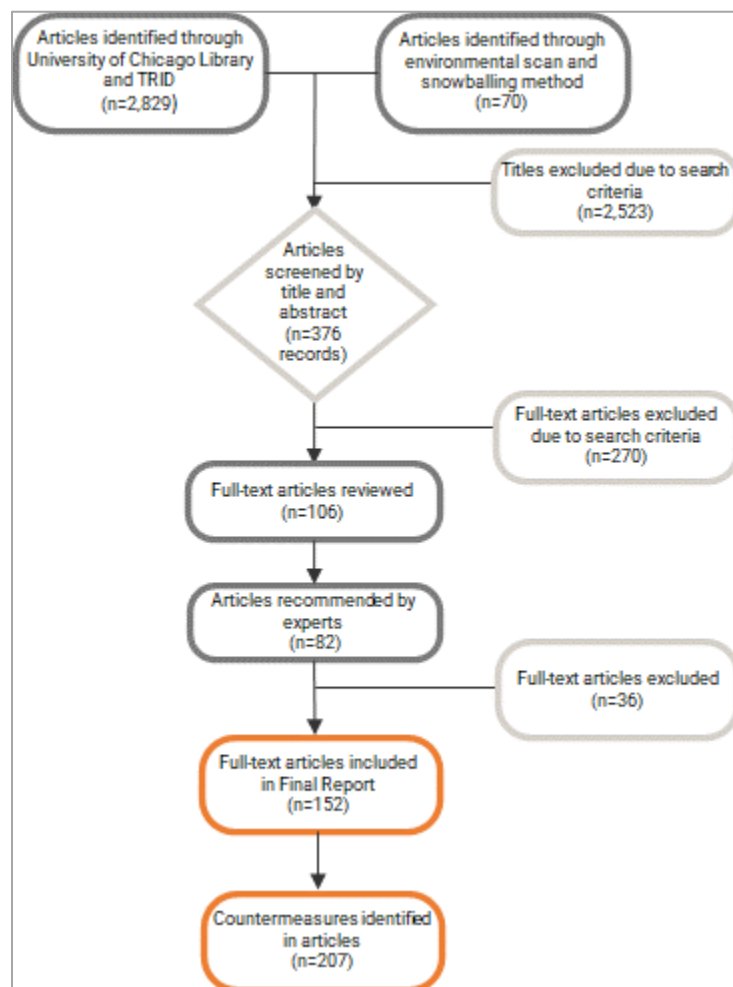 Articles identified through
University of Chicago Library
and TRID
(n=2,829)
Articles identified through
environmental scan and
snowballing method
(n=70)
Titles excluded due to search
criteria
(n=2,523)
Articles
screened by
title and
abstract
(n=376
records)
Full-text articles excluded
due to search criteria
(n=270)
Full-text articles reviewed
(n=106)
Articles recommended by
experts
(n=82)
Full-text articles excluded
(n=36)
Full-text articles included
in Final Report
(n=152)
Countermeasures identified
in articles
(n=207)